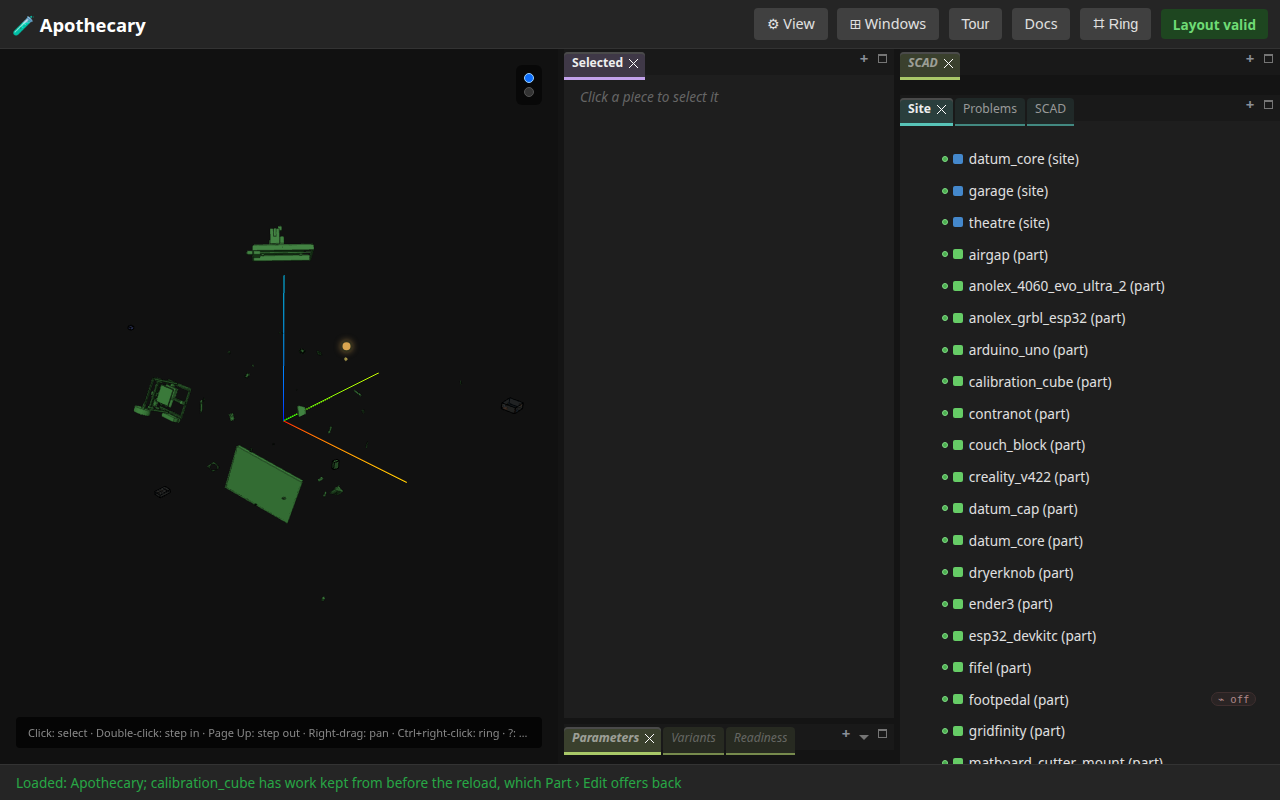 🧪 Apothecary
⚙ View
⊞ Windows
Tour
Docs
⌗ Ring
Layout valid
Selected
Click a piece to select it
SCAD
Site
Problems
SCAD
datum_core (site)
garage (site)
theatre (site)
airgap (part)
anolex_4060_evo_ultra_2 (part)
anolex_grbl_esp32 (part)
arduino_uno (part)
calibration_cube (part)
contranot (part)
couch_block (part)
creality_v422 (part)
datum_cap (part)
datum_core (part)
dryerknob (part)
ender3 (part)
esp32_devkitc (part)
fifel (part)
footpedal (part)
~ off
gridfinity (part)
matboard_cutter_mount (part)
Click: select · Double-click: step in · Page Up: step out · Right-drag: pan · Ctrl+right-click: ring · ?: ...
Parameters
Variants
Readiness
Loaded: Apothecary; calibration_cube has work kept from before the reload, which Part › Edit offers back